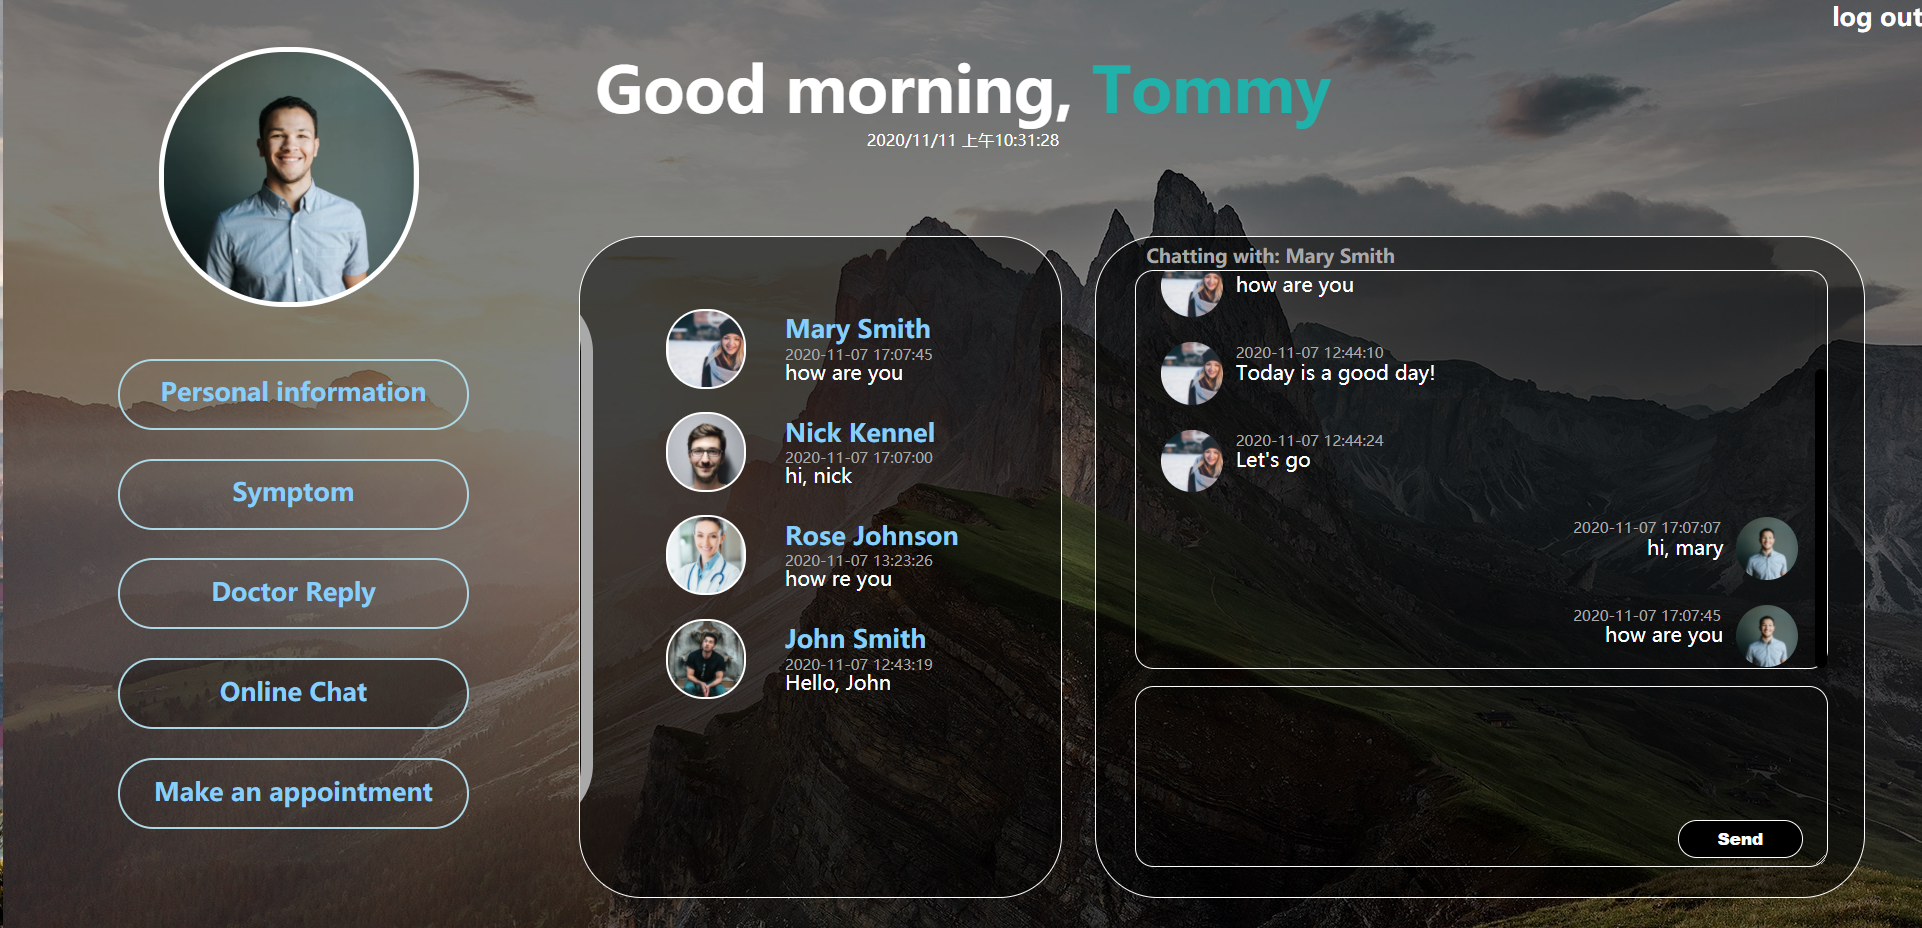 log out
Good morning, Tommy
2020/11/11 上午10:31:28
Personal information
Symptom
Doctor Reply
Online Chat
Make an appointment
Mary Smith
2020-11-07 17:07:45
how are you
Nick Kennel
2020-11-07 17:07:00
hi, nick
Rose Johnson
2020-11-07 13:23:26
how re you
John Smith
2020-11-07 12:43:19
Hello, John
Chatting with: Mary Smith
how are you
2020-11-07 12:44:10
Today is a good day!
2020-11-07 12:44:24
Let's go
2020-11-07 17:07:07
hi, mary
2020-11-07 17:07:45
how are you
Send